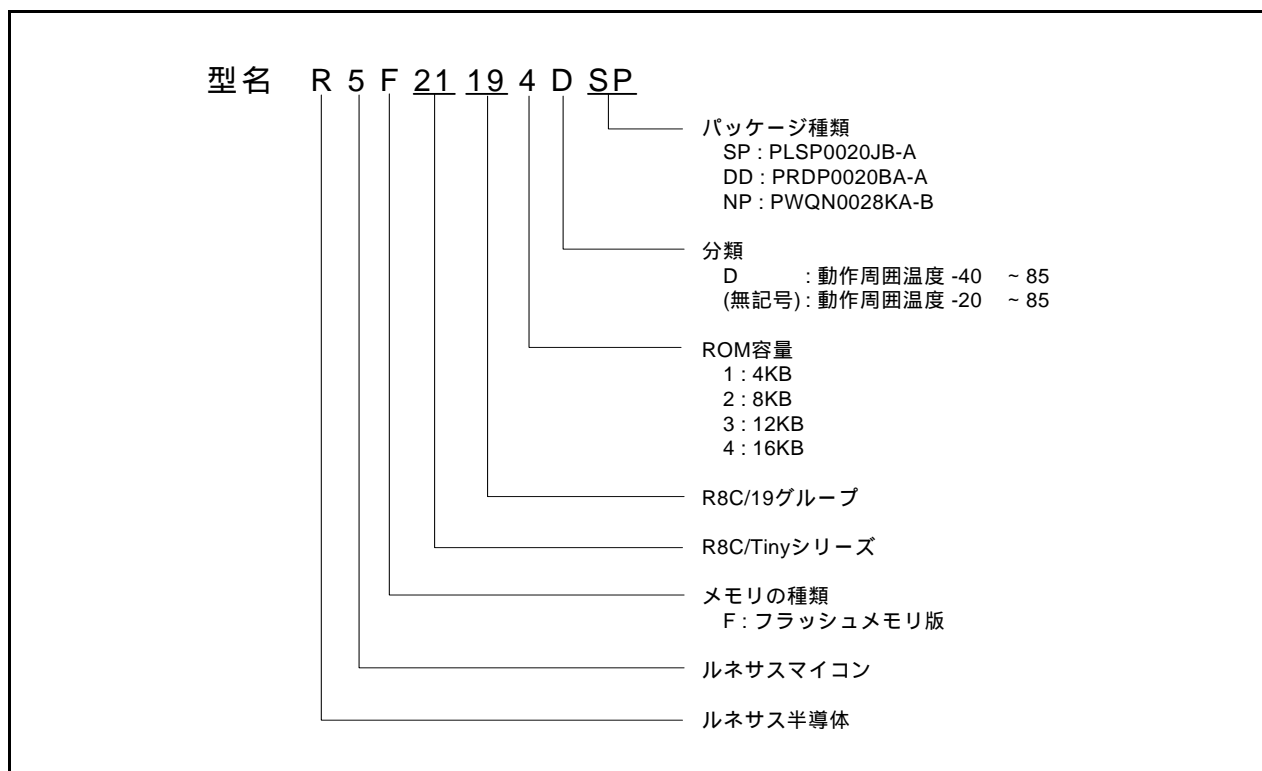 型名 R 5 F 21 19 4 D SP
パッケージ種類
SP : PLSP0020JB-A
DD : PRDP0020BA-A
NP : PWQN0028KA-B
分類
D : 動作周囲温度 -40 ~ 85
(無記号) : 動作周囲温度 -20 ~ 85
ROM容量
1 : 4KB
2 : 8KB
3 : 12KB
4 : 16KB
R8C/19グループ
R8C/Tinyシリーズ
メモリの種類
F : フラッシュメモリ版
ルネサスマイコン
ルネサス半導体